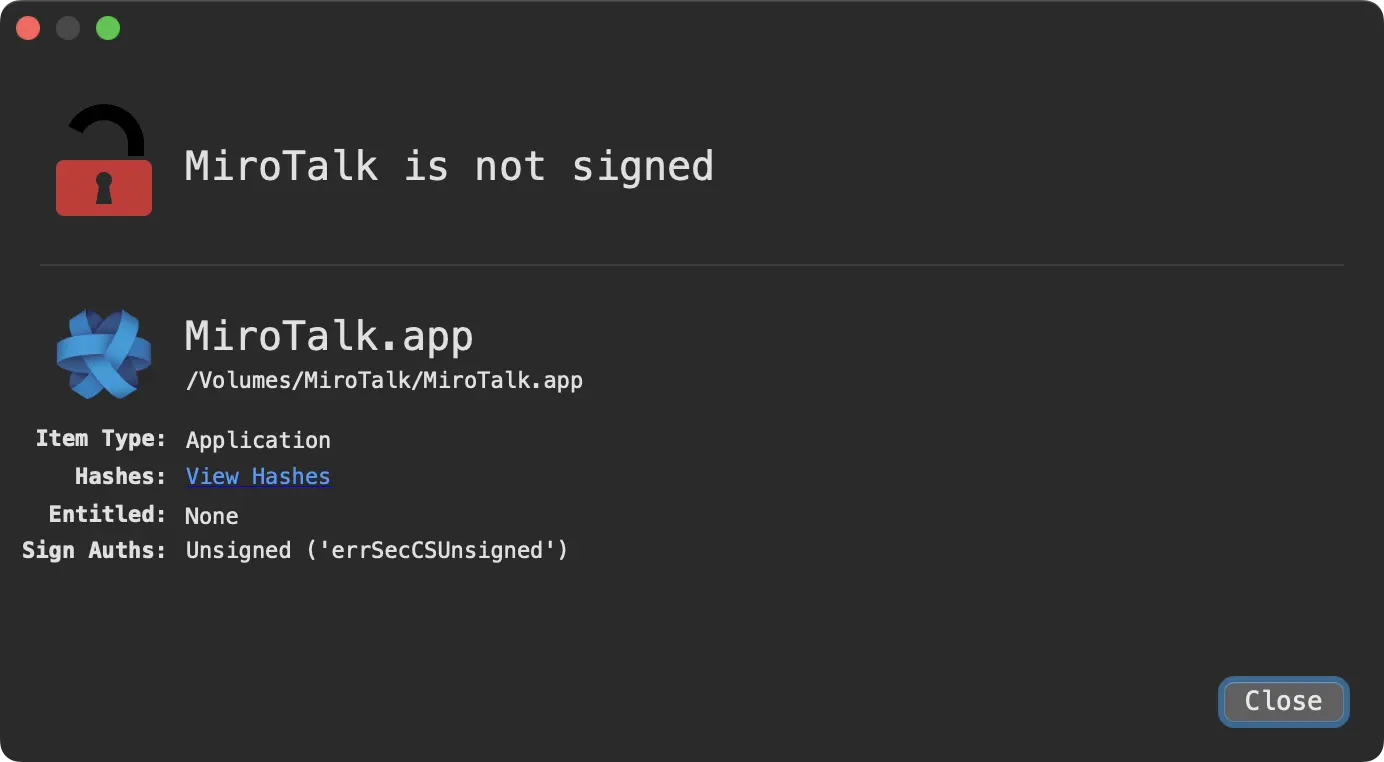 MiroTalk is not signed
MiroTalk.app
/Volumes/MiroTalk/MiroTalk.app
Item Type: Application
Hashes: View Hashes
Entitled: None
Sign Auths: Unsigned ('errSecCSUnsigned')
Close